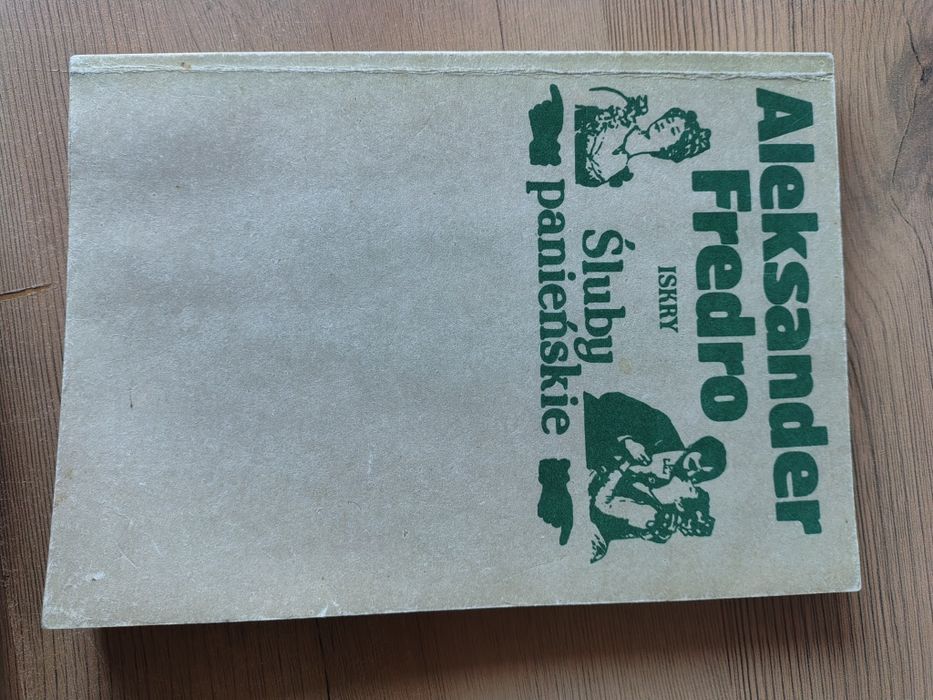 Aleksander
Fredro
ISKRY
Śluby
panieńskie